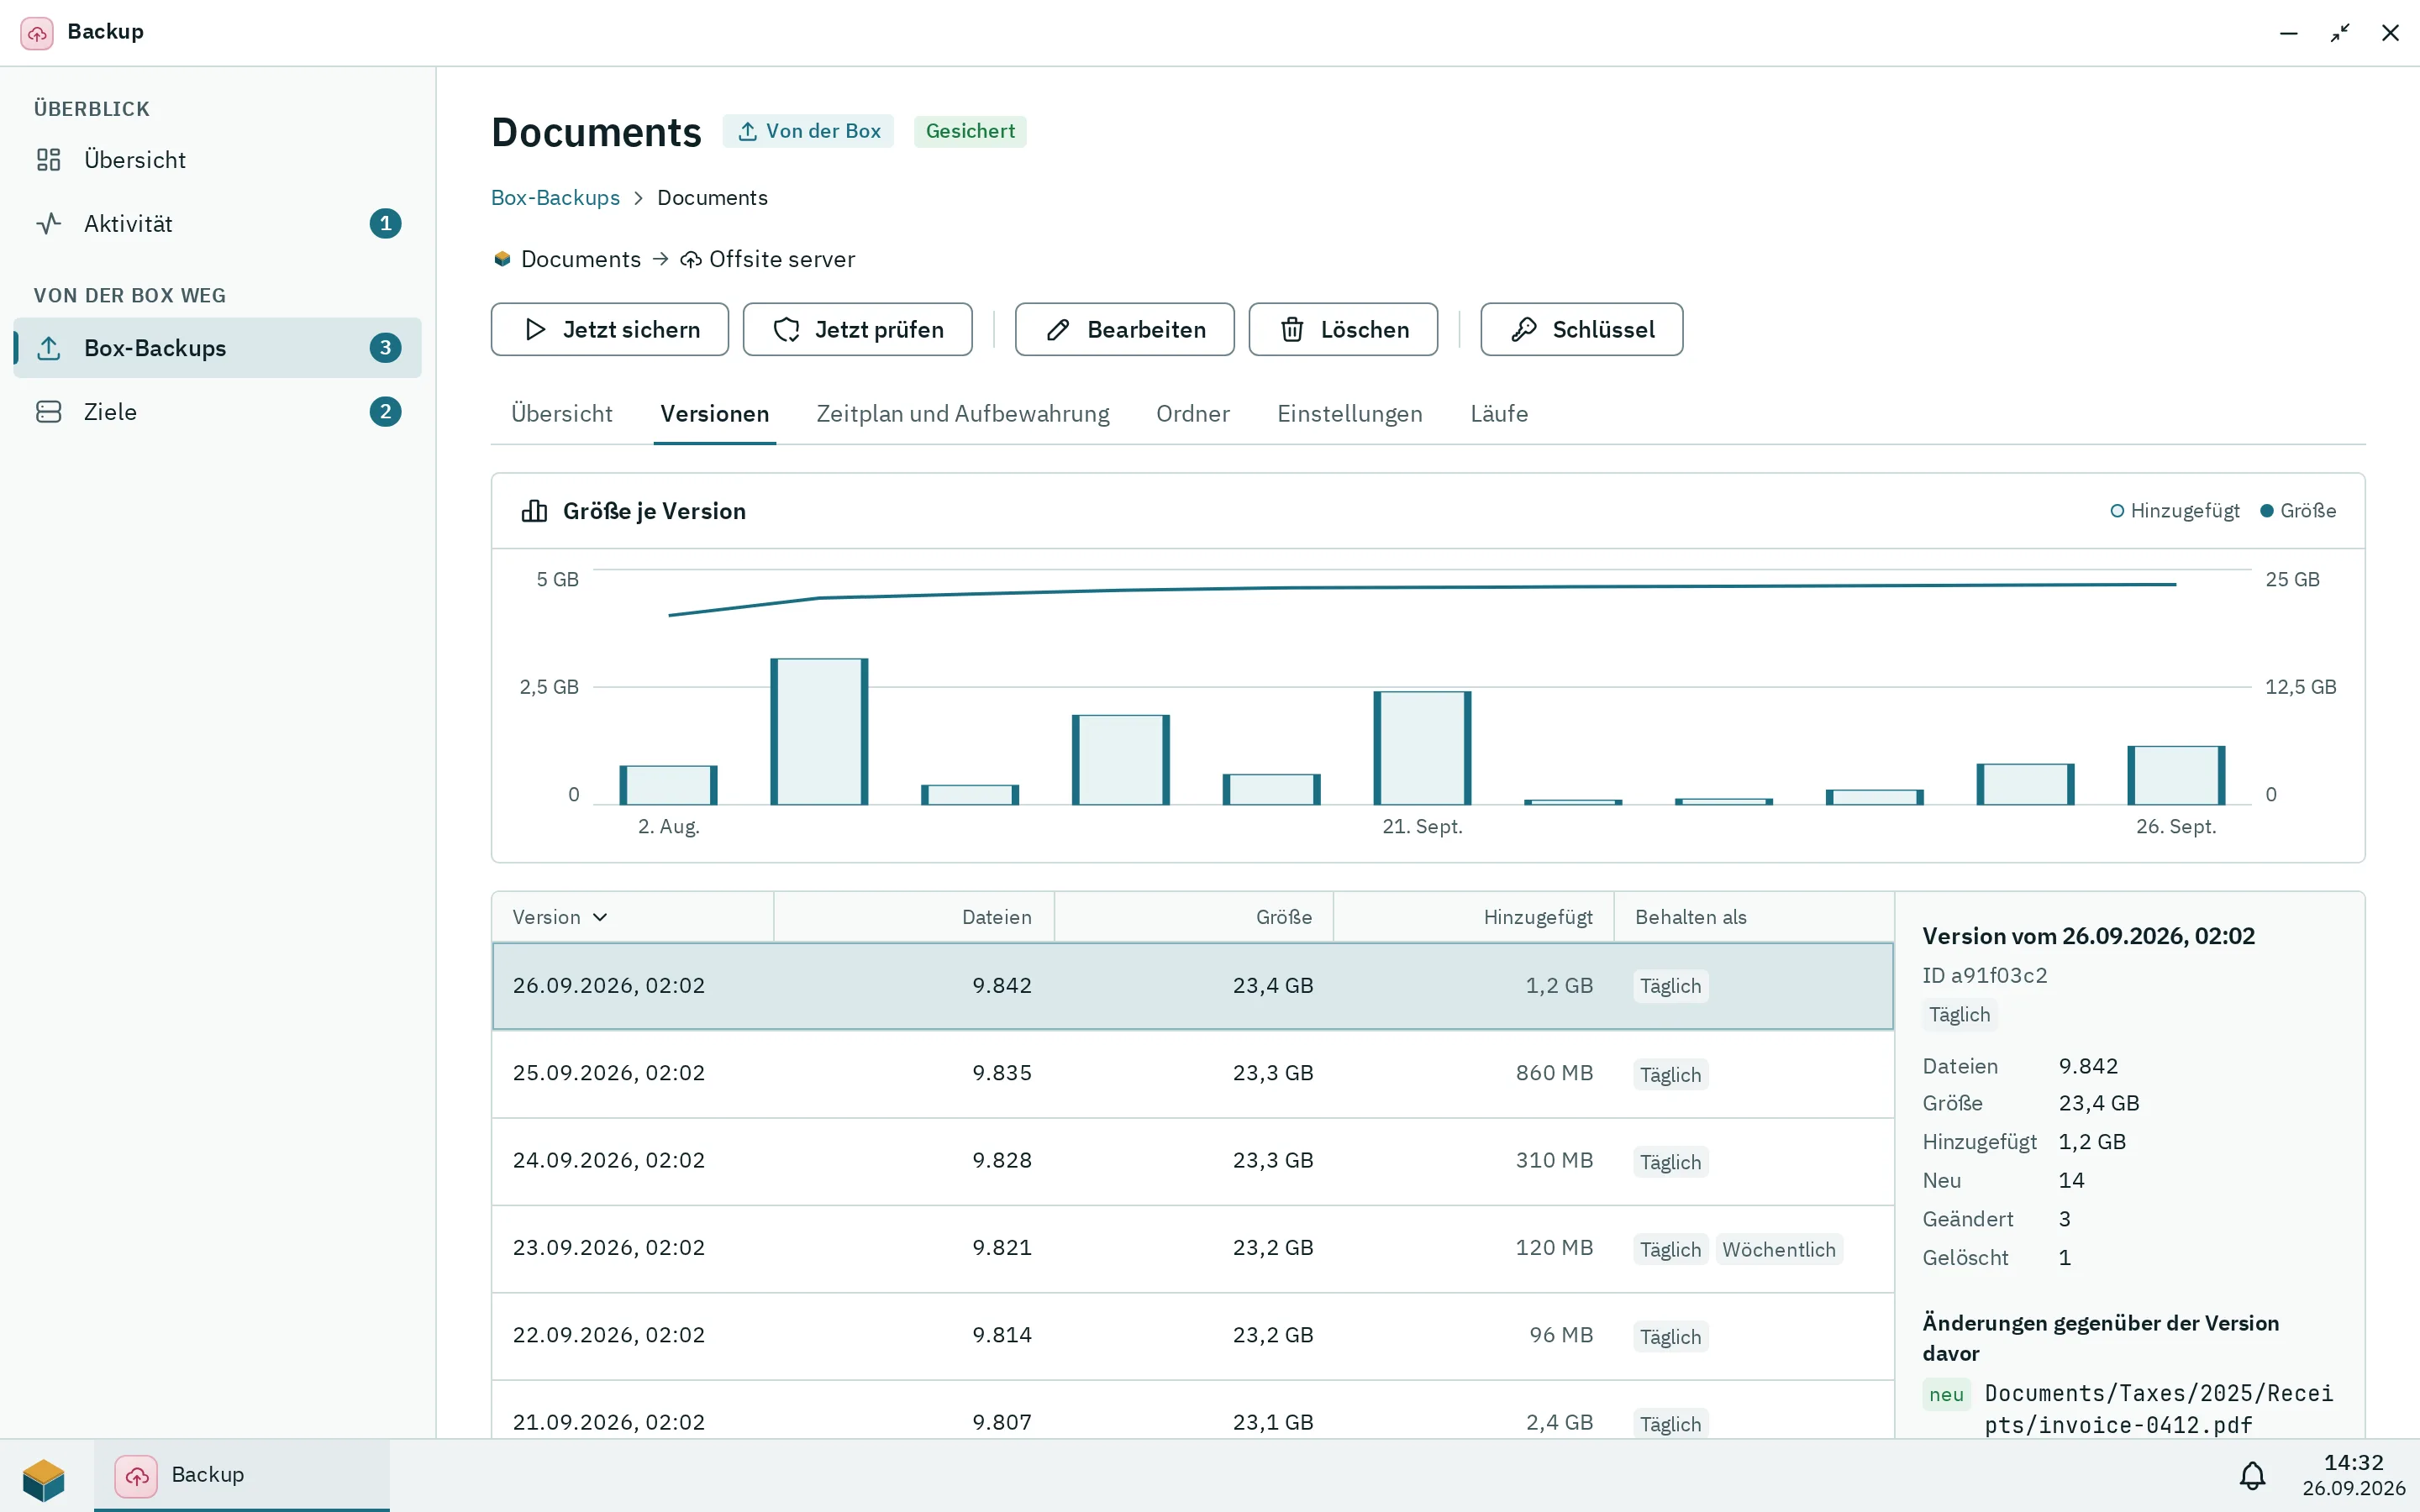 Backup
ÜBERBLICK
Übersicht
Aktivität 1
VON DER BOX WEG
Box-Backups 3
Ziele 2
Documents Von der Box Gesichert
Box-Backups > Documents
Documents → Offsite server
Jetzt sichern Jetzt prüfen Bearbeiten Löschen Schlüssel
Übersicht Versionen Zeitplan und Aufbewahrung Ordner Einstellungen Läufe
Größe je Version Hinzugefügt Größe
5 GB 25 GB
2,5 GB 12,5 GB
0 0
2. Aug. 21. Sept. 26. Sept.
Version Dateien Größe Hinzugefügt Behalten als
26.09.2026, 02:02 9.842 23,4 GB 1,2 GB Täglich
25.09.2026, 02:02 9.835 23,3 GB 860 MB Täglich
24.09.2026, 02:02 9.828 23,3 GB 310 MB Täglich
23.09.2026, 02:02 9.821 23,2 GB 120 MB Täglich Wöchentlich
22.09.2026, 02:02 9.814 23,2 GB 96 MB Täglich
21.09.2026, 02:02 9.807 23,1 GB 2,4 GB Täglich
Version vom 26.09.2026, 02:02
ID a91f03c2
Täglich
Dateien 9.842
Größe 23,4 GB
Hinzugefügt 1,2 GB
Neu 14
Geändert 3
Gelöscht 1
Änderungen gegenüber der Version
davor
neu Documents/Taxes/2025/Recei
pts/invoice-0412.pdf
Backup
14:32
26.09.2026